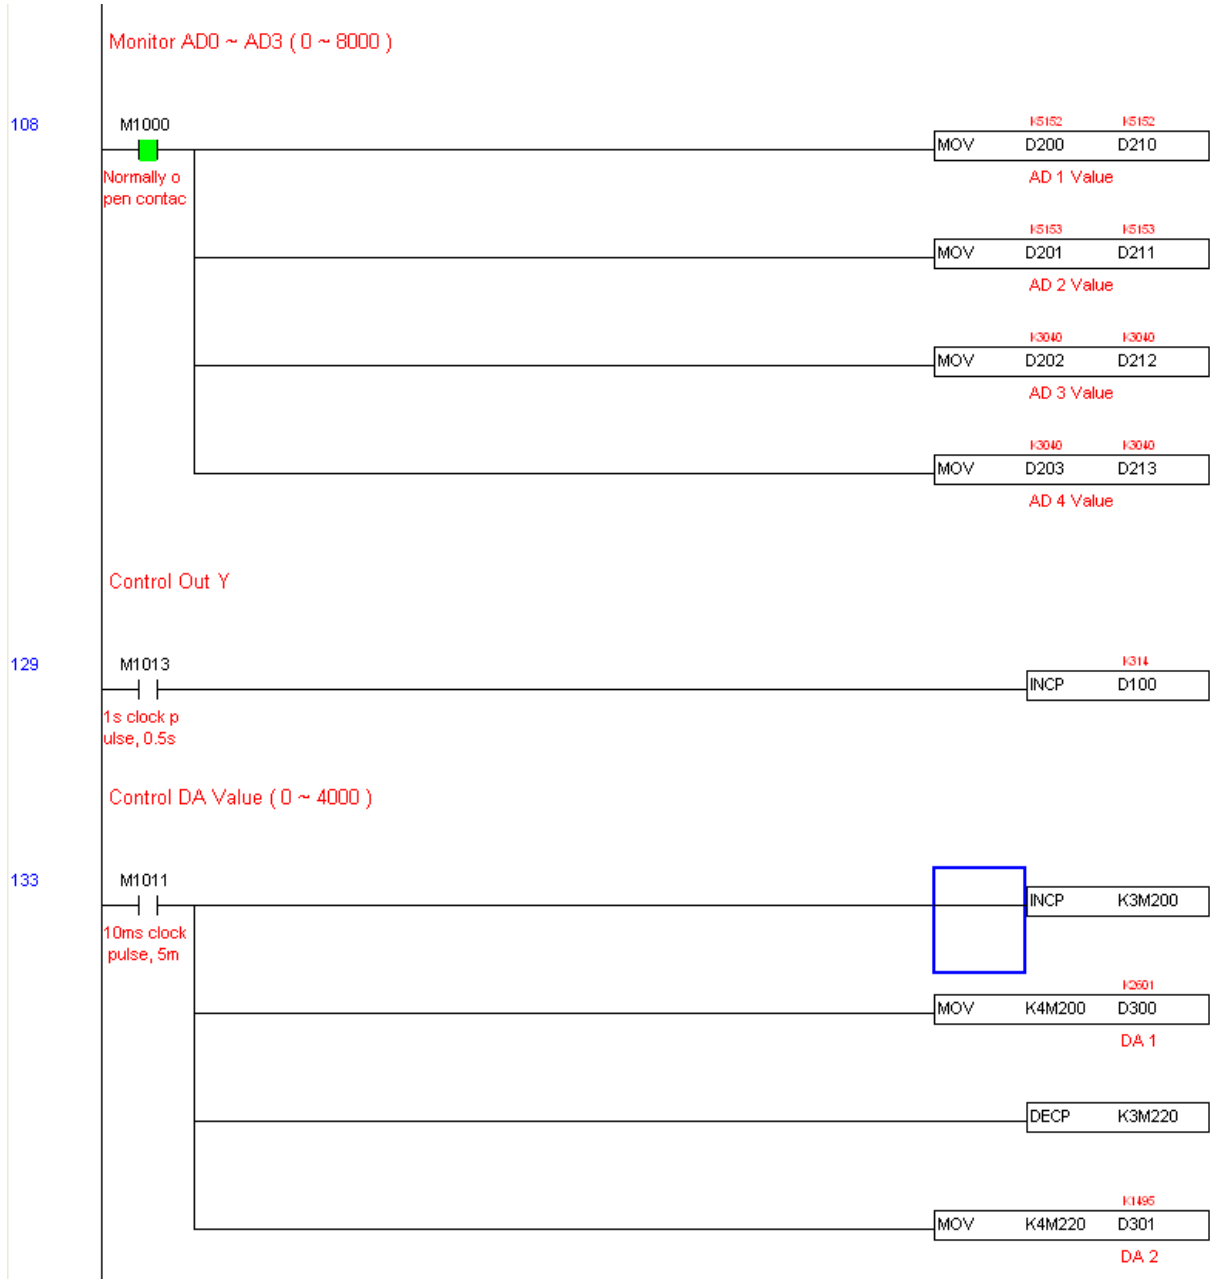 Monitor AD0 ~ AD3 ( 0 ~ 8000 )
108 M1000 K5152 K5152
MOV D200 D210
Normally o AD 1 Value
pen contac
K5153 K5153
MOV D201 D211
AD 2 Value
K3040 K3040
MOV D202 D212
AD 3 Value
K3040 K3040
MOV D203 D213
AD 4 Value
Control Out Y
129 M1013 K314
INCP D100
1s clock p
ulse, 0.5s
Control DA Value ( 0 ~ 4000 )
133 M1011
INCP K3M200
10ms clock
pulse, 5m
K2601
MOV K4M200 D300
DA 1
DECP K3M220
K1495
MOV K4M220 D301
DA 2